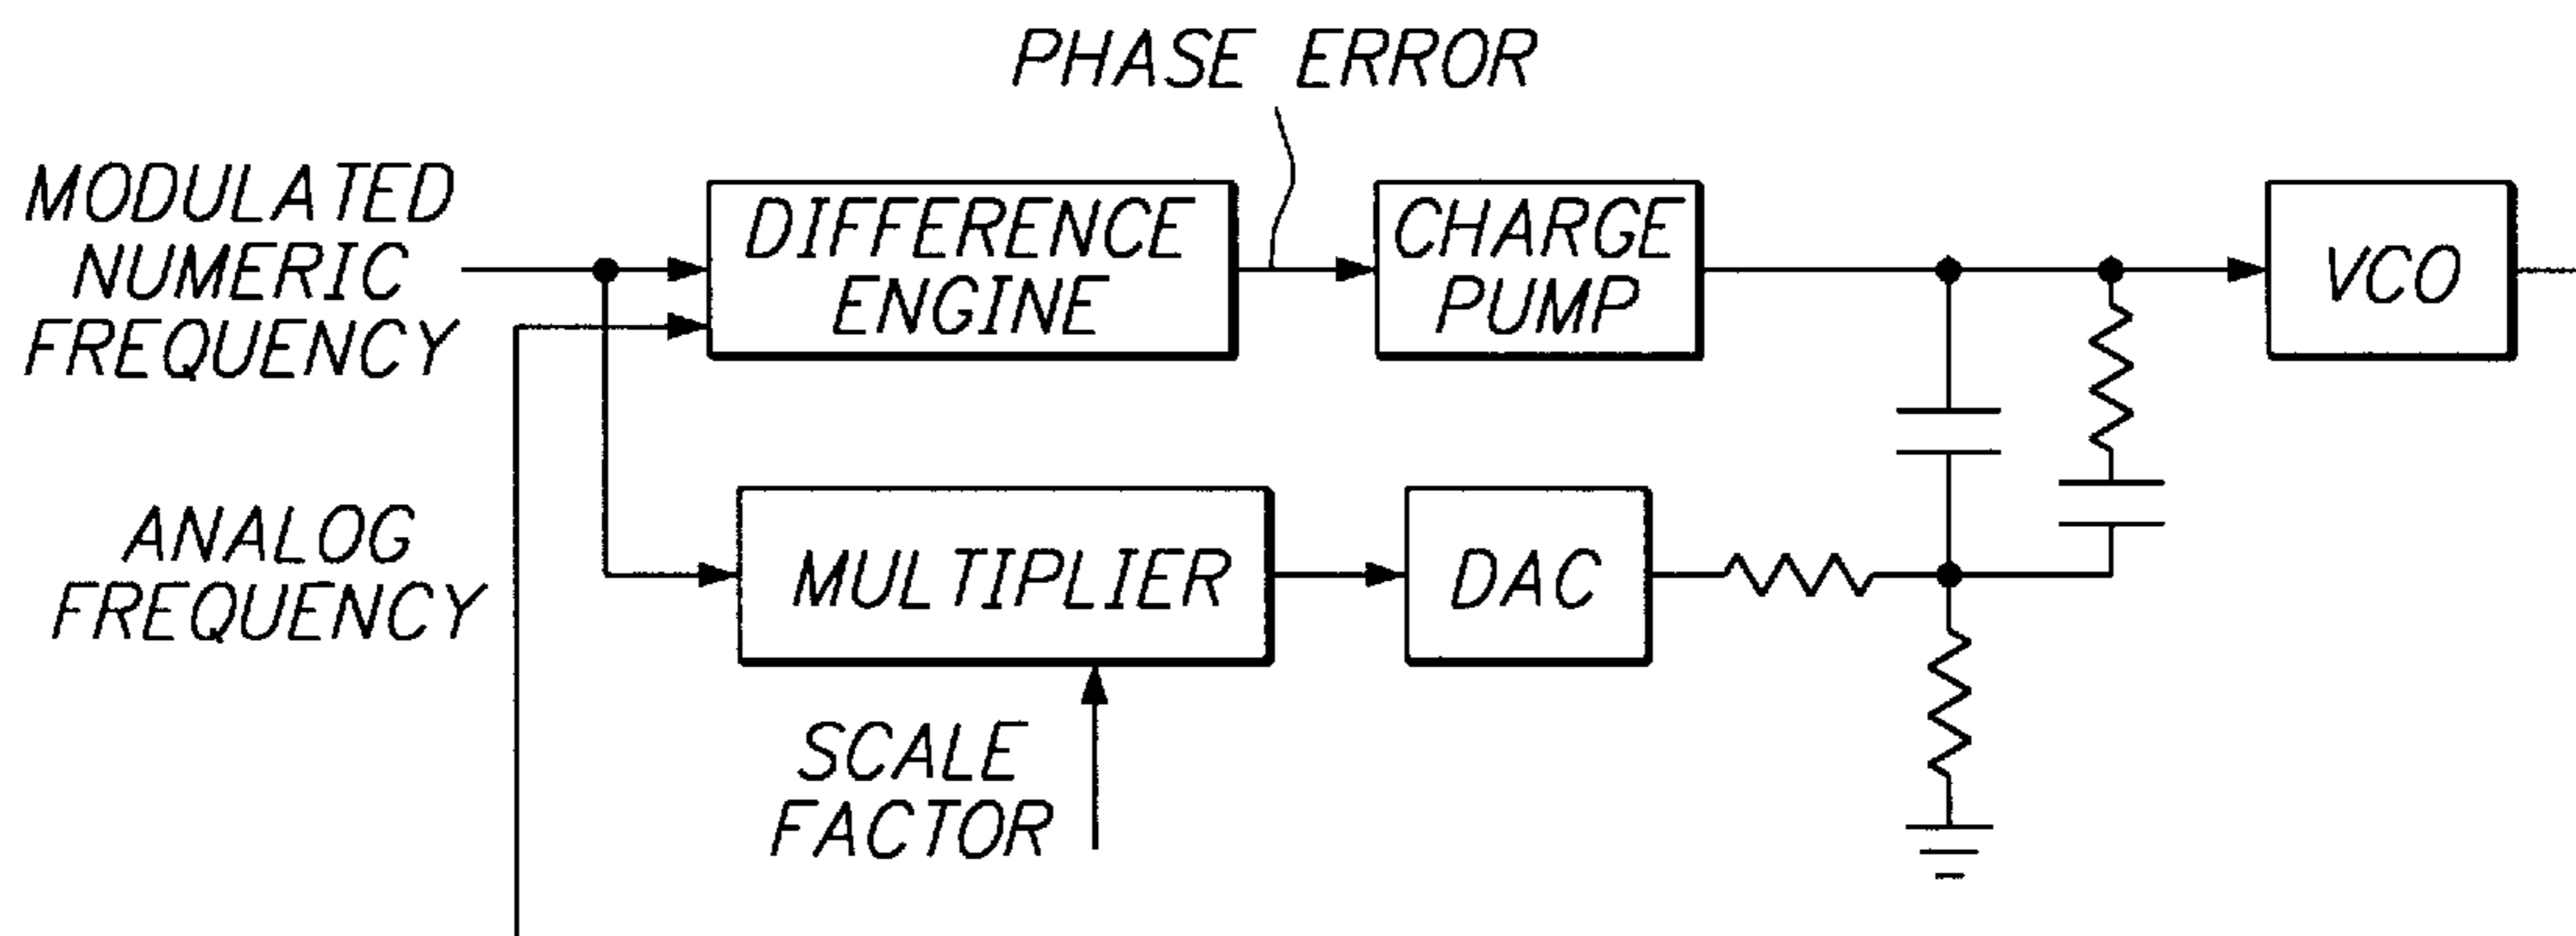 PHASE ERROR
MODULATED
NUMERIC
FREQUENCY
DIFFERENCE
ENGINE
CHARGE
PUMP
VCO
ANALOG
FREQUENCY
MULTIPLIER
DAC
SCALE
FACTOR